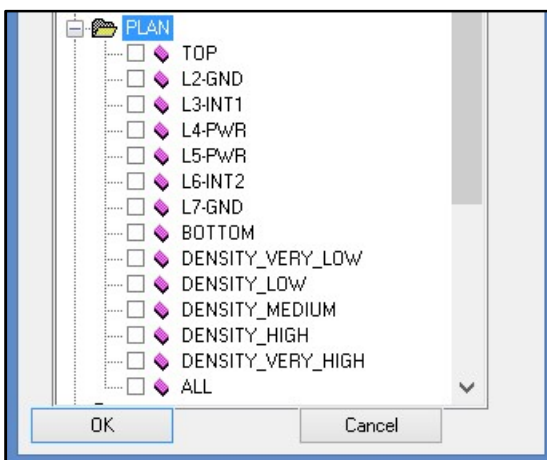 PLAN
TOP
L2-GND
L3-INT1
L4-PWR
L5-PWR
L6-INT2
L7-GND
BOTTOM
DENSITY_VERY_LOW
DENSITY_LOW
DENSITY_MEDIUM
DENSITY_HIGH
DENSITY_VERY_HIGH
ALL
OK Cancel